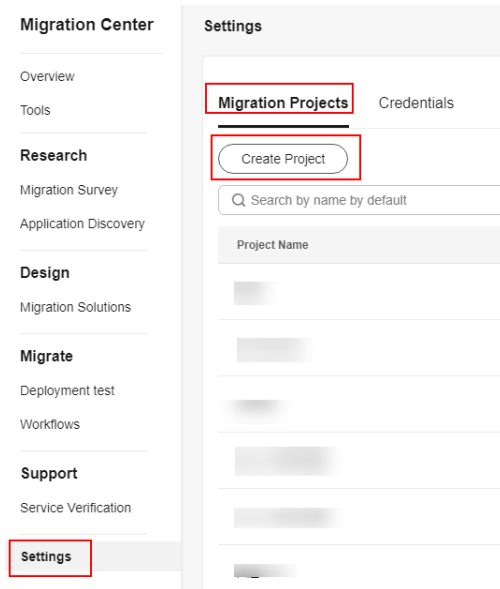 Migration Center
Overview
Tools
Research
Migration Survey
Application Discovery
Design
Migration Solutions
Migrate
Deployment test
Workflows
Support
Service Verification
Settings
Settings
Migration Projects Credentials
Create Project
Search by name by default
Project Name